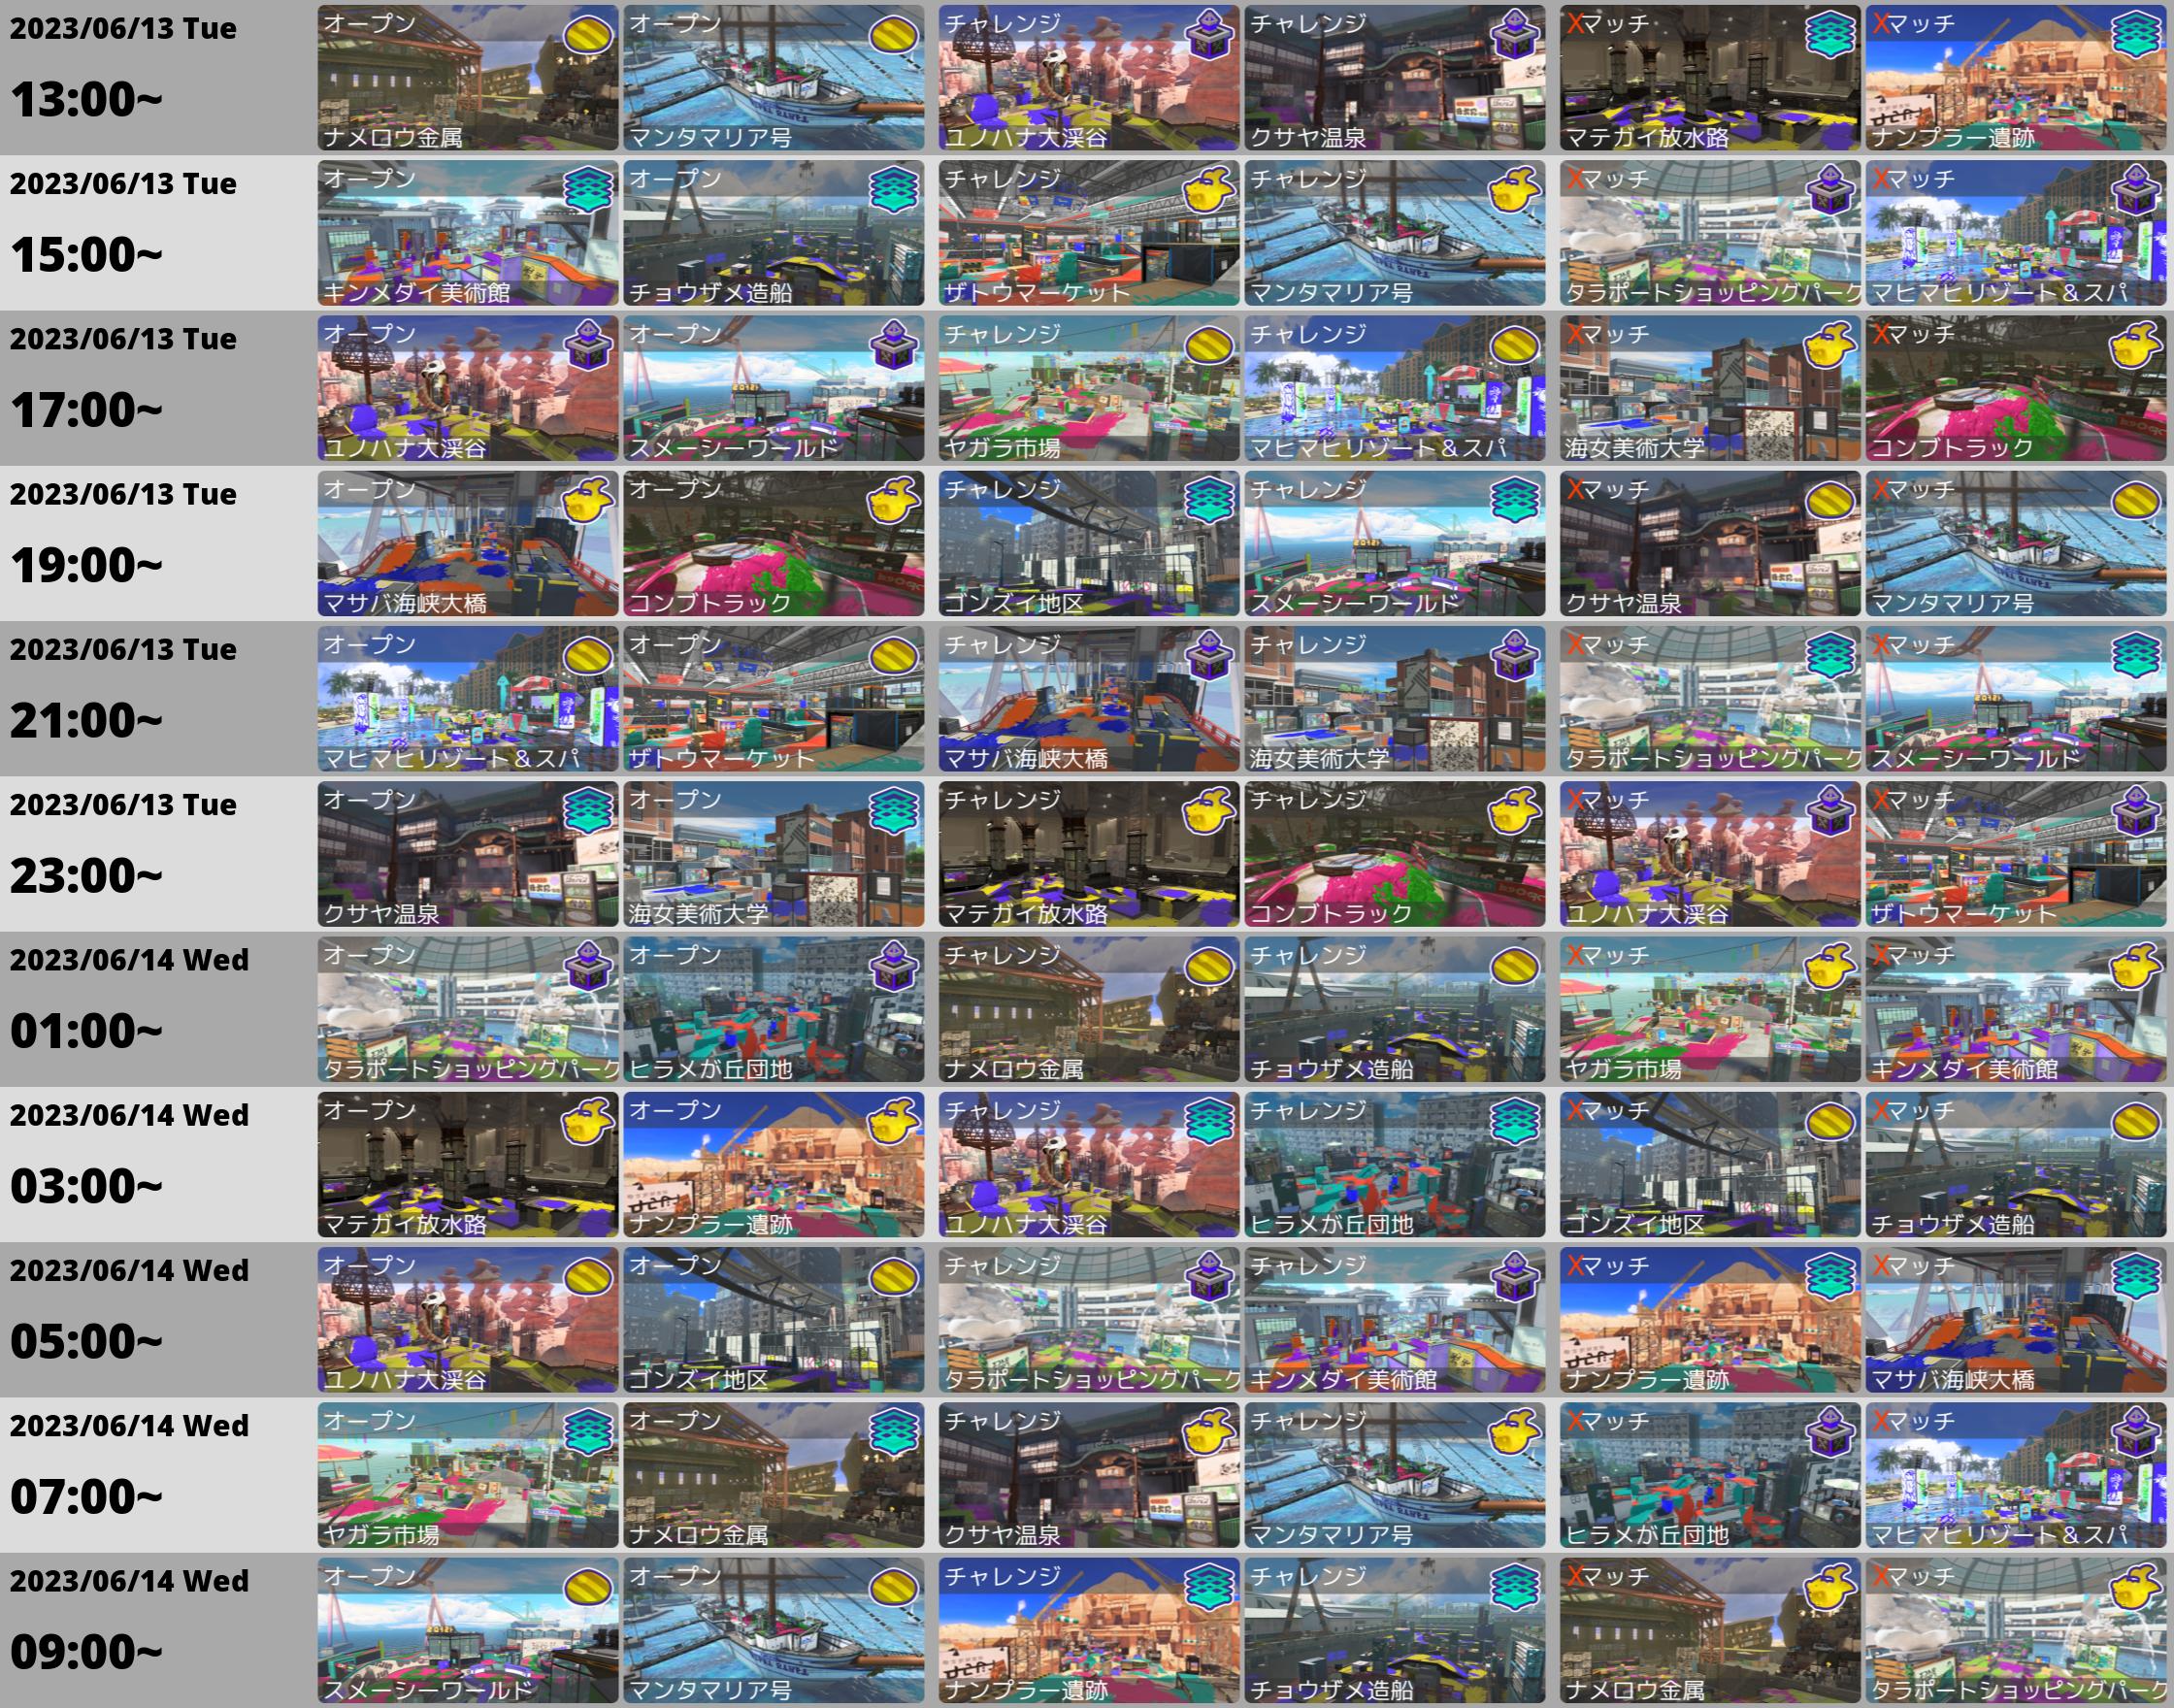 2023/06/13 Tue
13:00~
オープン オープン チャレンジ チャレンジ Xマッチ Xマッチ
ナメロウ金属 マンタマリア号 ユノハナ大渓谷 クサヤ温泉 マテガイ放水路 ナンプラー遺跡
2023/06/13 Tue
15:00~
オープン オープン チャレンジ チャレンジ Xマッチ Xマッチ
キンメダイ美術館 チョウザメ造船 ザトウマーケット マンタマリア号 タラポートショッピングパーク マヒマヒリゾート&スパ
2023/06/13 Tue
17:00~
オープン オープン チャレンジ チャレンジ Xマッチ Xマッチ
ユノハナ大渓谷 スメーシーワールド ヤガラ市場 マヒマヒリゾート&スパ 海女美術大学 コンブトラック
2023/06/13 Tue
19:00~
オープン オープン チャレンジ チャレンジ Xマッチ Xマッチ
マサバ海峡大橋 コンブトラック ゴンズイ地区 スメーシーワールド クサヤ温泉 マンタマリア号
2023/06/13 Tue
21:00~
オープン オープン チャレンジ チャレンジ Xマッチ Xマッチ
マヒマヒリゾート&スパ ザトウマーケット マサバ海峡大橋 海女美術大学 タラポートショッピングパーク スメーシーワールド
2023/06/13 Tue
23:00~
オープン オープン チャレンジ チャレンジ Xマッチ Xマッチ
クサヤ温泉 海女美術大学 マテガイ放水路 コンブトラック ユノハナ大渓谷 ザトウマーケット
2023/06/14 Wed
01:00~
オープン オープン チャレンジ チャレンジ Xマッチ Xマッチ
タラポートショッピングパーク ヒラメが丘団地 ナメロウ金属 チョウザメ造船 ヤガラ市場 キンメダイ美術館
2023/06/14 Wed
03:00~
オープン オープン チャレンジ チャレンジ Xマッチ Xマッチ
マテガイ放水路 ナンプラー遺跡 ユノハナ大渓谷 ヒラメが丘団地 ゴンズイ地区 チョウザメ造船
2023/06/14 Wed
05:00~
オープン オープン チャレンジ チャレンジ Xマッチ Xマッチ
ユノハナ大渓谷 ゴンズイ地区 タラポートショッピングパーク キンメダイ美術館 ナンプラー遺跡 マサバ海峡大橋
2023/06/14 Wed
07:00~
オープン オープン チャレンジ チャレンジ Xマッチ Xマッチ
ヤガラ市場 ナメロウ金属 クサヤ温泉 マンタマリア号 ヒラメが丘団地 マヒマヒリゾート&スパ
2023/06/14 Wed
09:00~
オープン オープン チャレンジ チャレンジ Xマッチ Xマッチ
スメーシーワールド マンタマリア号 ナンプラー遺跡 チョウザメ造船 ナメロウ金属 タラポートショッピングパーク